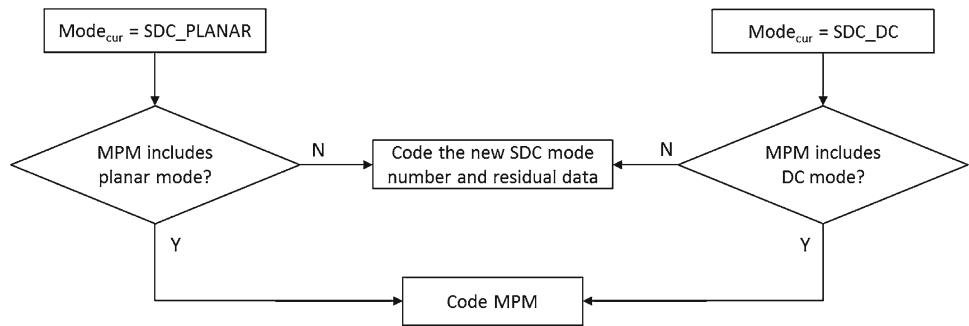 Modecur = SDC_PLANAR
Modecur = SDC_DC
MPM includes
planar mode?
N
Code the new SDC mode
number and residual data
N
MPM includes
DC mode?
Y
Y
Code MPM